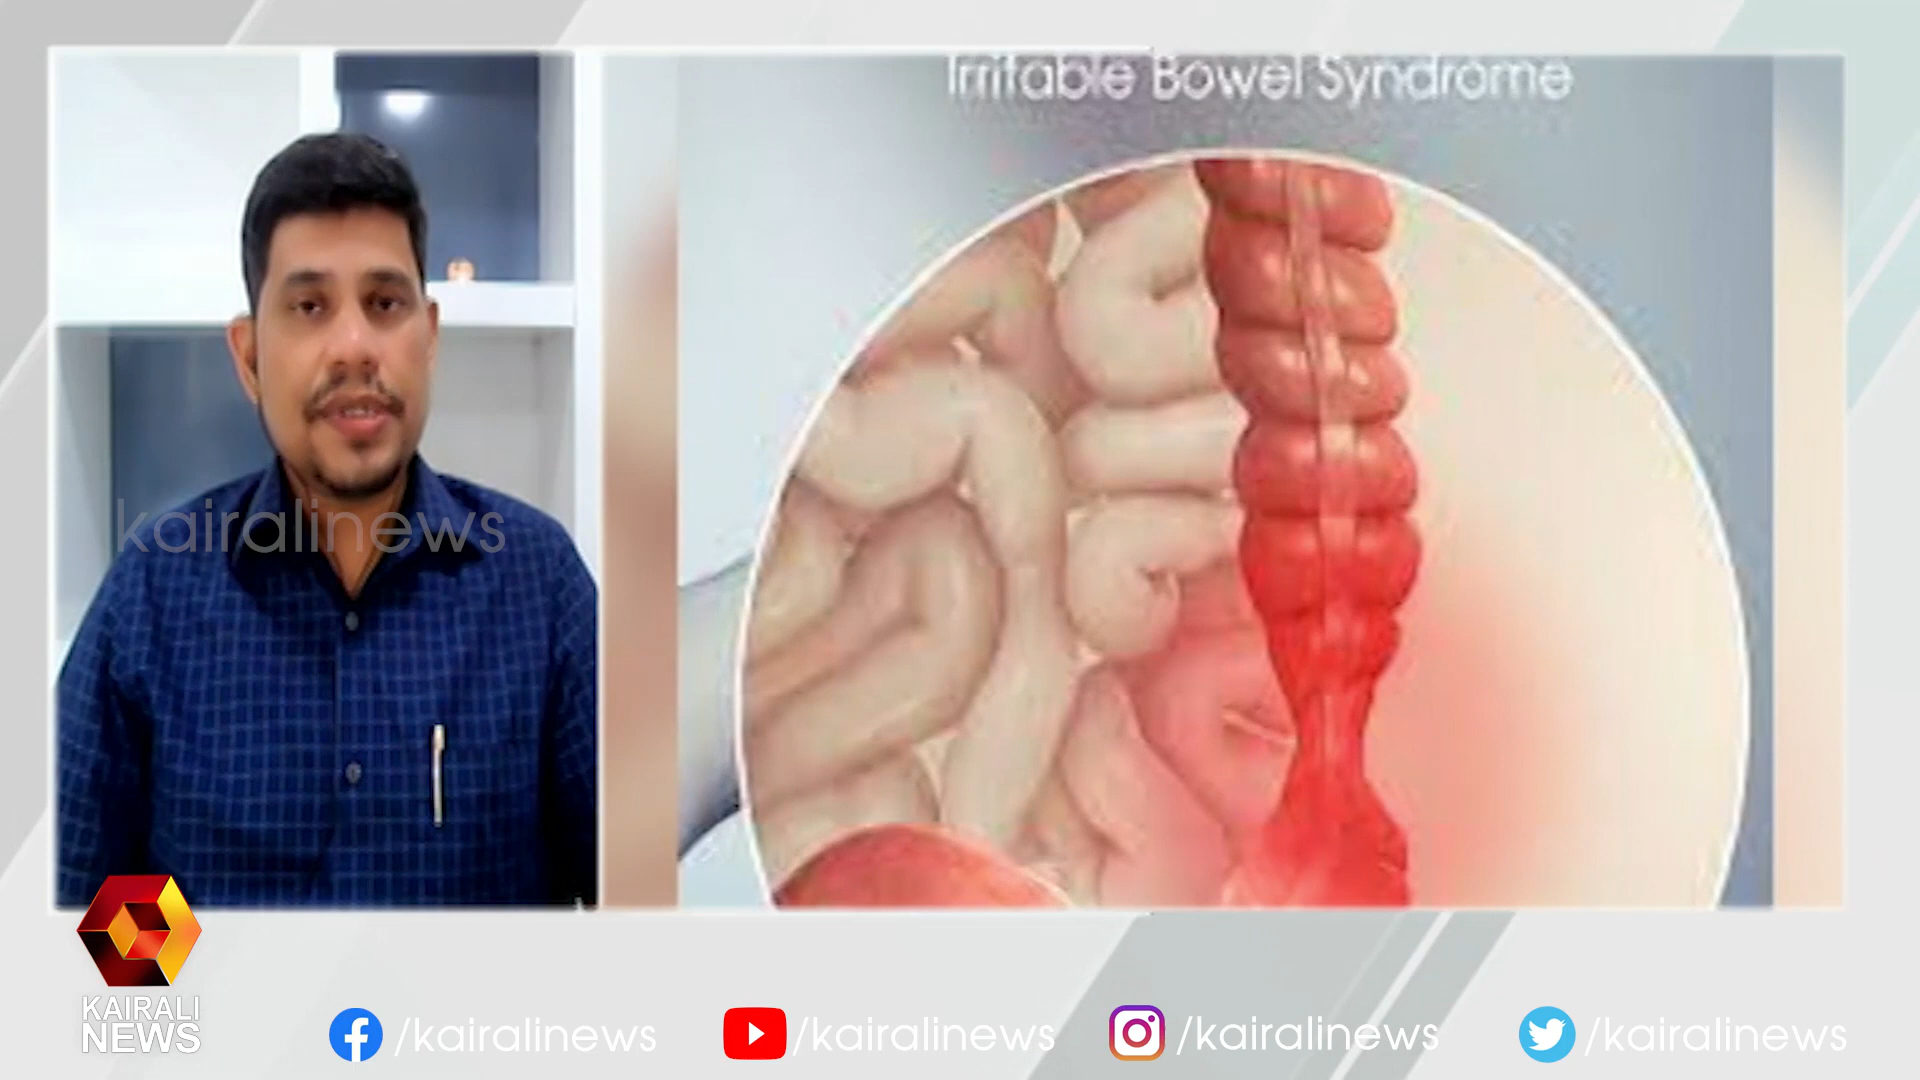 Irritable Bowel Syndrome
kairalinews
KAIRALI
NEWS
/kairalinews
/kairalinews
/kairalinews
/kairalinews